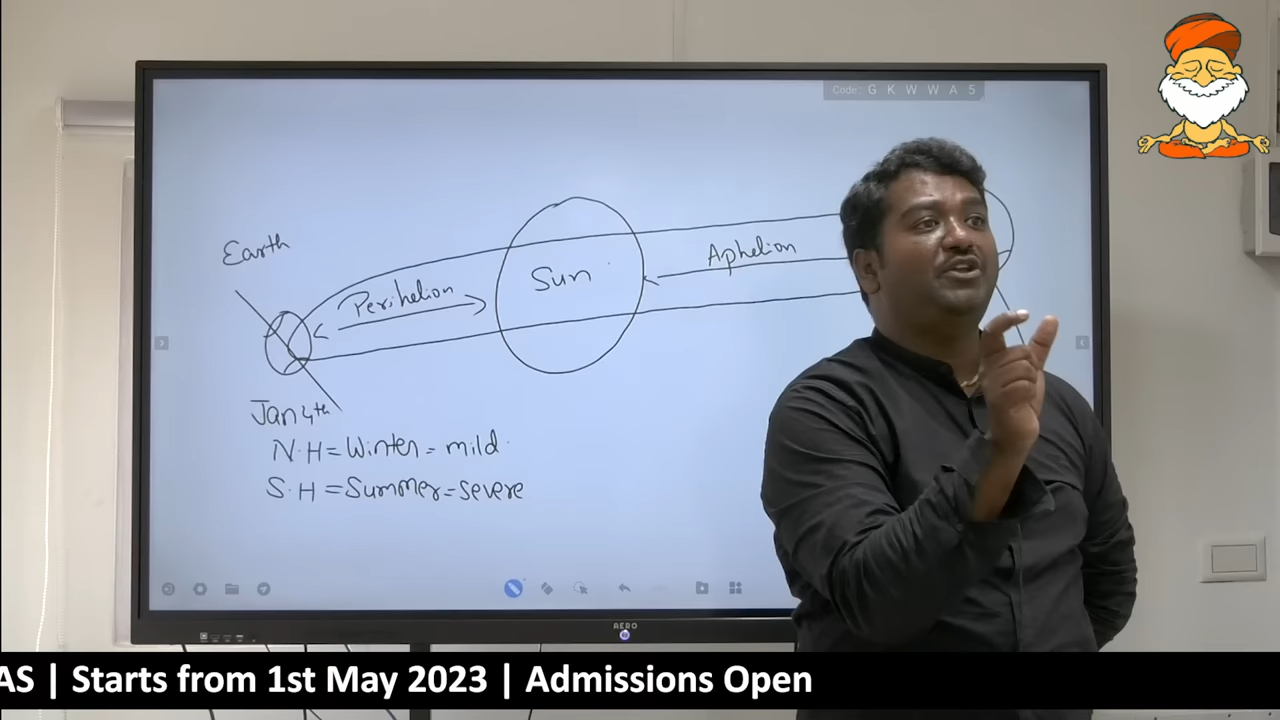 Code: G K W W A 5
Earth
Perihelion
Sun
Aphelion
Jan 4th
N.H = Winter = mild.
S.H = Summer = severe
AERO
AS | Starts from 1st May 2023 | Admissions Open